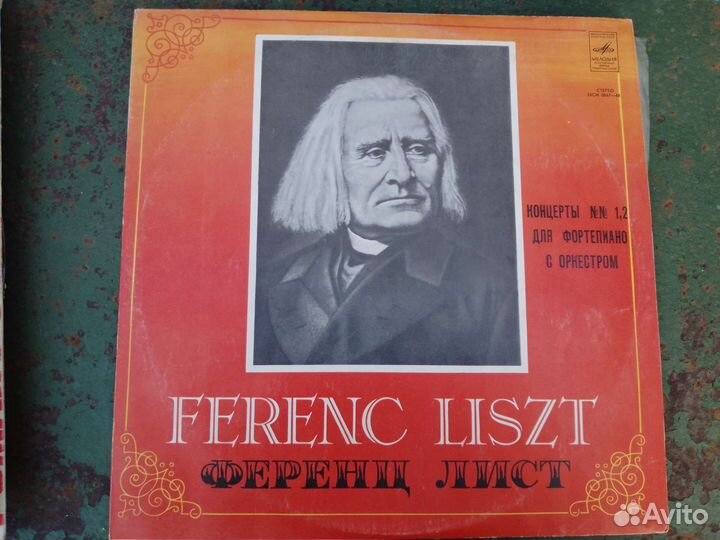 МЕЛОДИЯ
СТЕРЕО
КОНЦЕРТЫ №№ 1,2
ДЛЯ ФОРТЕПИАНО
С ОРКЕСТРОМ
FERENC LISZT
ФЕРЕНЦ ЛИСТ
Avito